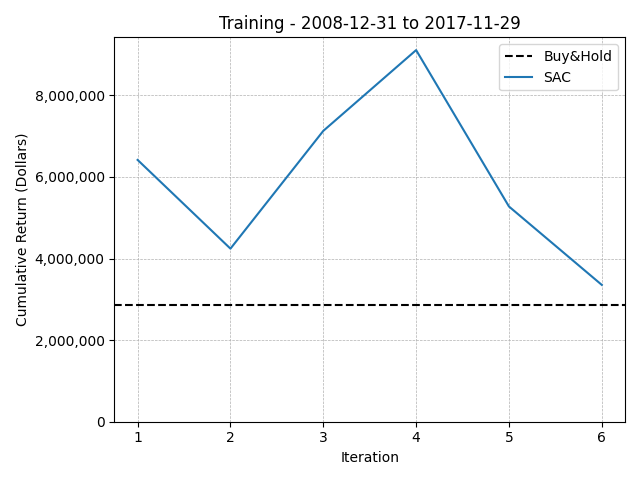 Training - 2008-12-31 to 2017-11-29
Buy&Hold
SAC
Cumulative Return (Dollars)
8,000,000
6,000,000
4,000,000
2,000,000
0
1 2 3 4 5 6
Iteration